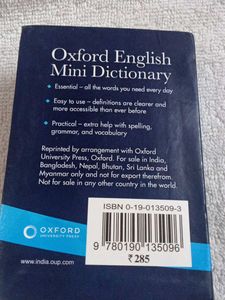 Oxford English
Mini Dictionary
• Essential – all the words you need every day
• Easy to use – definitions are clearer and
more accessible than ever before
• Practical – extra help with spelling,
grammar, and vocabulary
Reprinted by arrangement with Oxford
University Press, Oxford. For sale in India,
Bangladesh, Nepal, Bhutan, Sri Lanka and
Myanmar only and not for export therefrom.
Not for sale in any other country in the world.
OXFORD
UNIVERSITY PRESS
www.india.oup.com
ISBN 0-19-013509-3
9 780190 135096
₹ 285